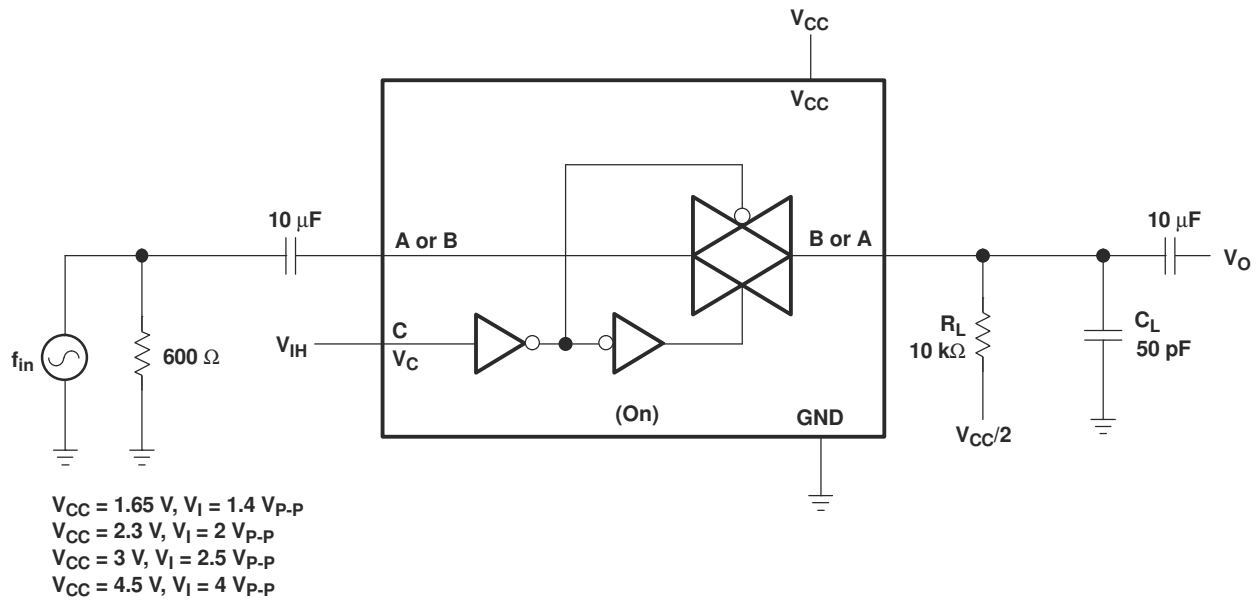 V_CC
V_CC
10 μF
A or B
B or A
10 μF
V_O
f_in
600 Ω
V_IH
C
V_C
R_L
10 kΩ
C_L
50 pF
(On)
GND
V_CC/2
V_CC = 1.65 V, V_I = 1.4 V_P-P
V_CC = 2.3 V, V_I = 2 V_P-P
V_CC = 3 V, V_I = 2.5 V_P-P
V_CC = 4.5 V, V_I = 4 V_P-P